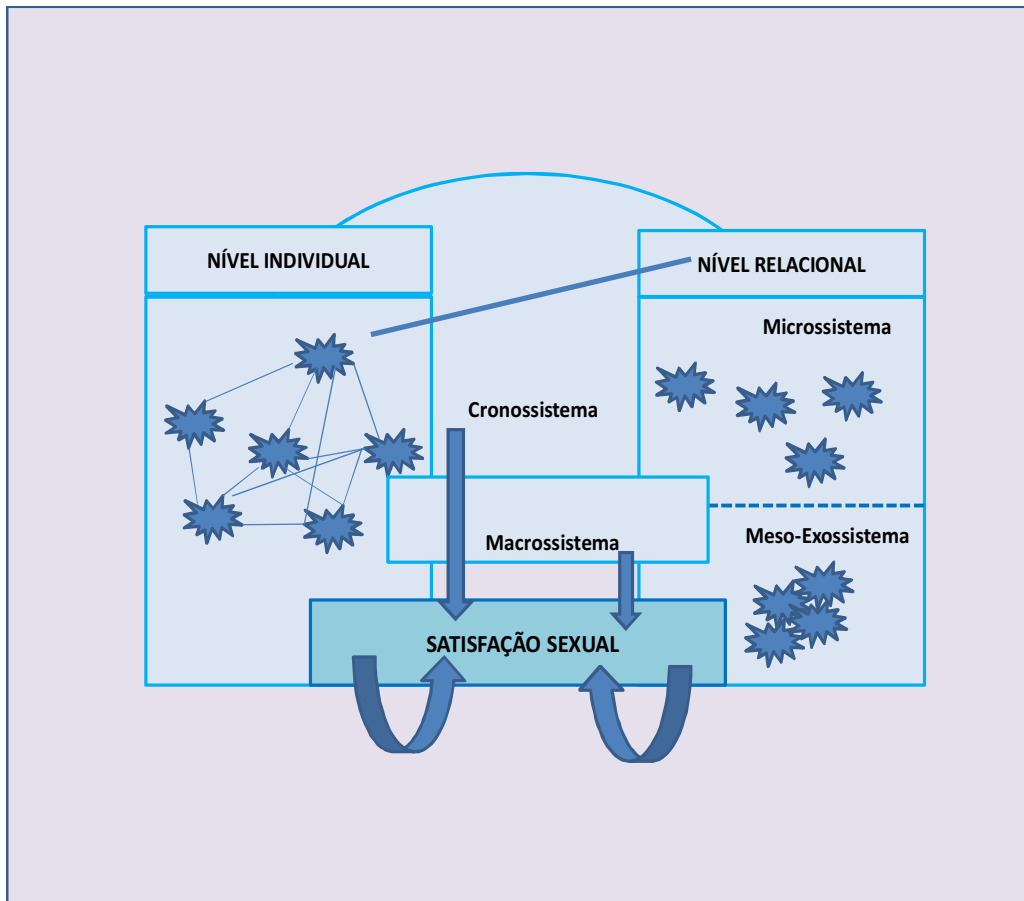 NÍVEL INDIVIDUAL
NÍVEL RELACIONAL
Microssistema
Cronossistema
Macrossistema
Meso-Exossistema
SATISFAÇÃO SEXUAL